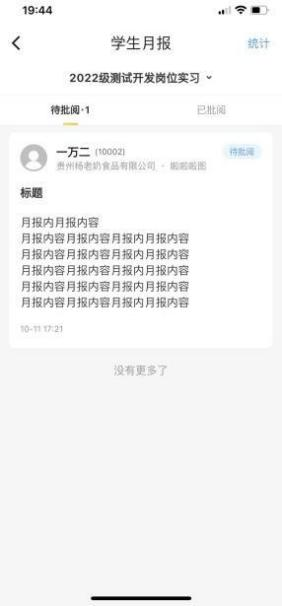 19:44
学生月报
统计
2022级测试开发岗位实习
待批阅·1
已批阅
一万二 (10002)
待批阅
贵州杨老奶食品有限公司 - 啦啦啦图
标题
月报内月报内容
月报内容月报内容月报内月报内容
月报内容月报内容月报内月报内容
月报内容月报内容月报内月报内容
月报内容月报内容月报内月报内容
月报内容月报内容月报内月报内容
10-11 17:21
没有更多了